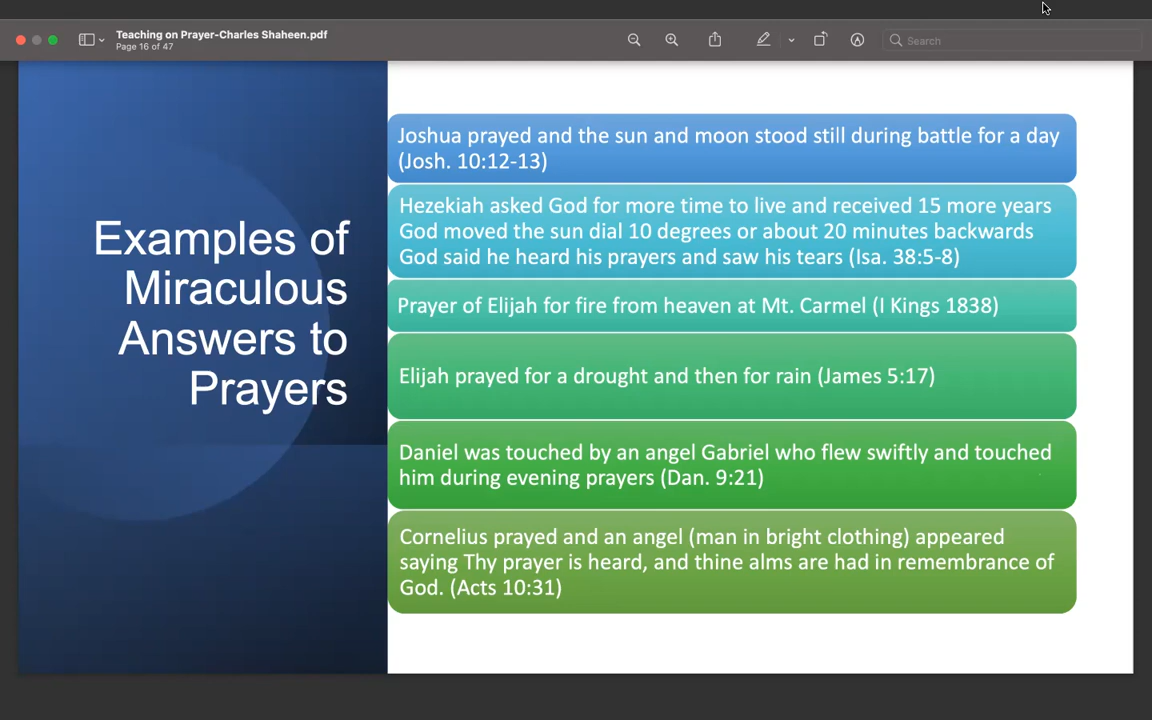 Teaching on Prayer-Charles Shaheen.pdf
Page 16 of 47
Search
Examples of
Miraculous
Answers to
Prayers
Joshua prayed and the sun and moon stood still during battle for a day
(Josh. 10:12-13)
Hezekiah asked God for more time to live and received 15 more years
God moved the sun dial 10 degrees or about 20 minutes backwards
God said he heard his prayers and saw his tears (Isa. 38:5-8)
Prayer of Elijah for fire from heaven at Mt. Carmel (I Kings 1838)
Elijah prayed for a drought and then for rain (James 5:17)
Daniel was touched by an angel Gabriel who flew swiftly and touched
him during evening prayers (Dan. 9:21)
Cornelius prayed and an angel (man in bright clothing) appeared
saying Thy prayer is heard, and thine alms are had in remembrance of
God. (Acts 10:31)